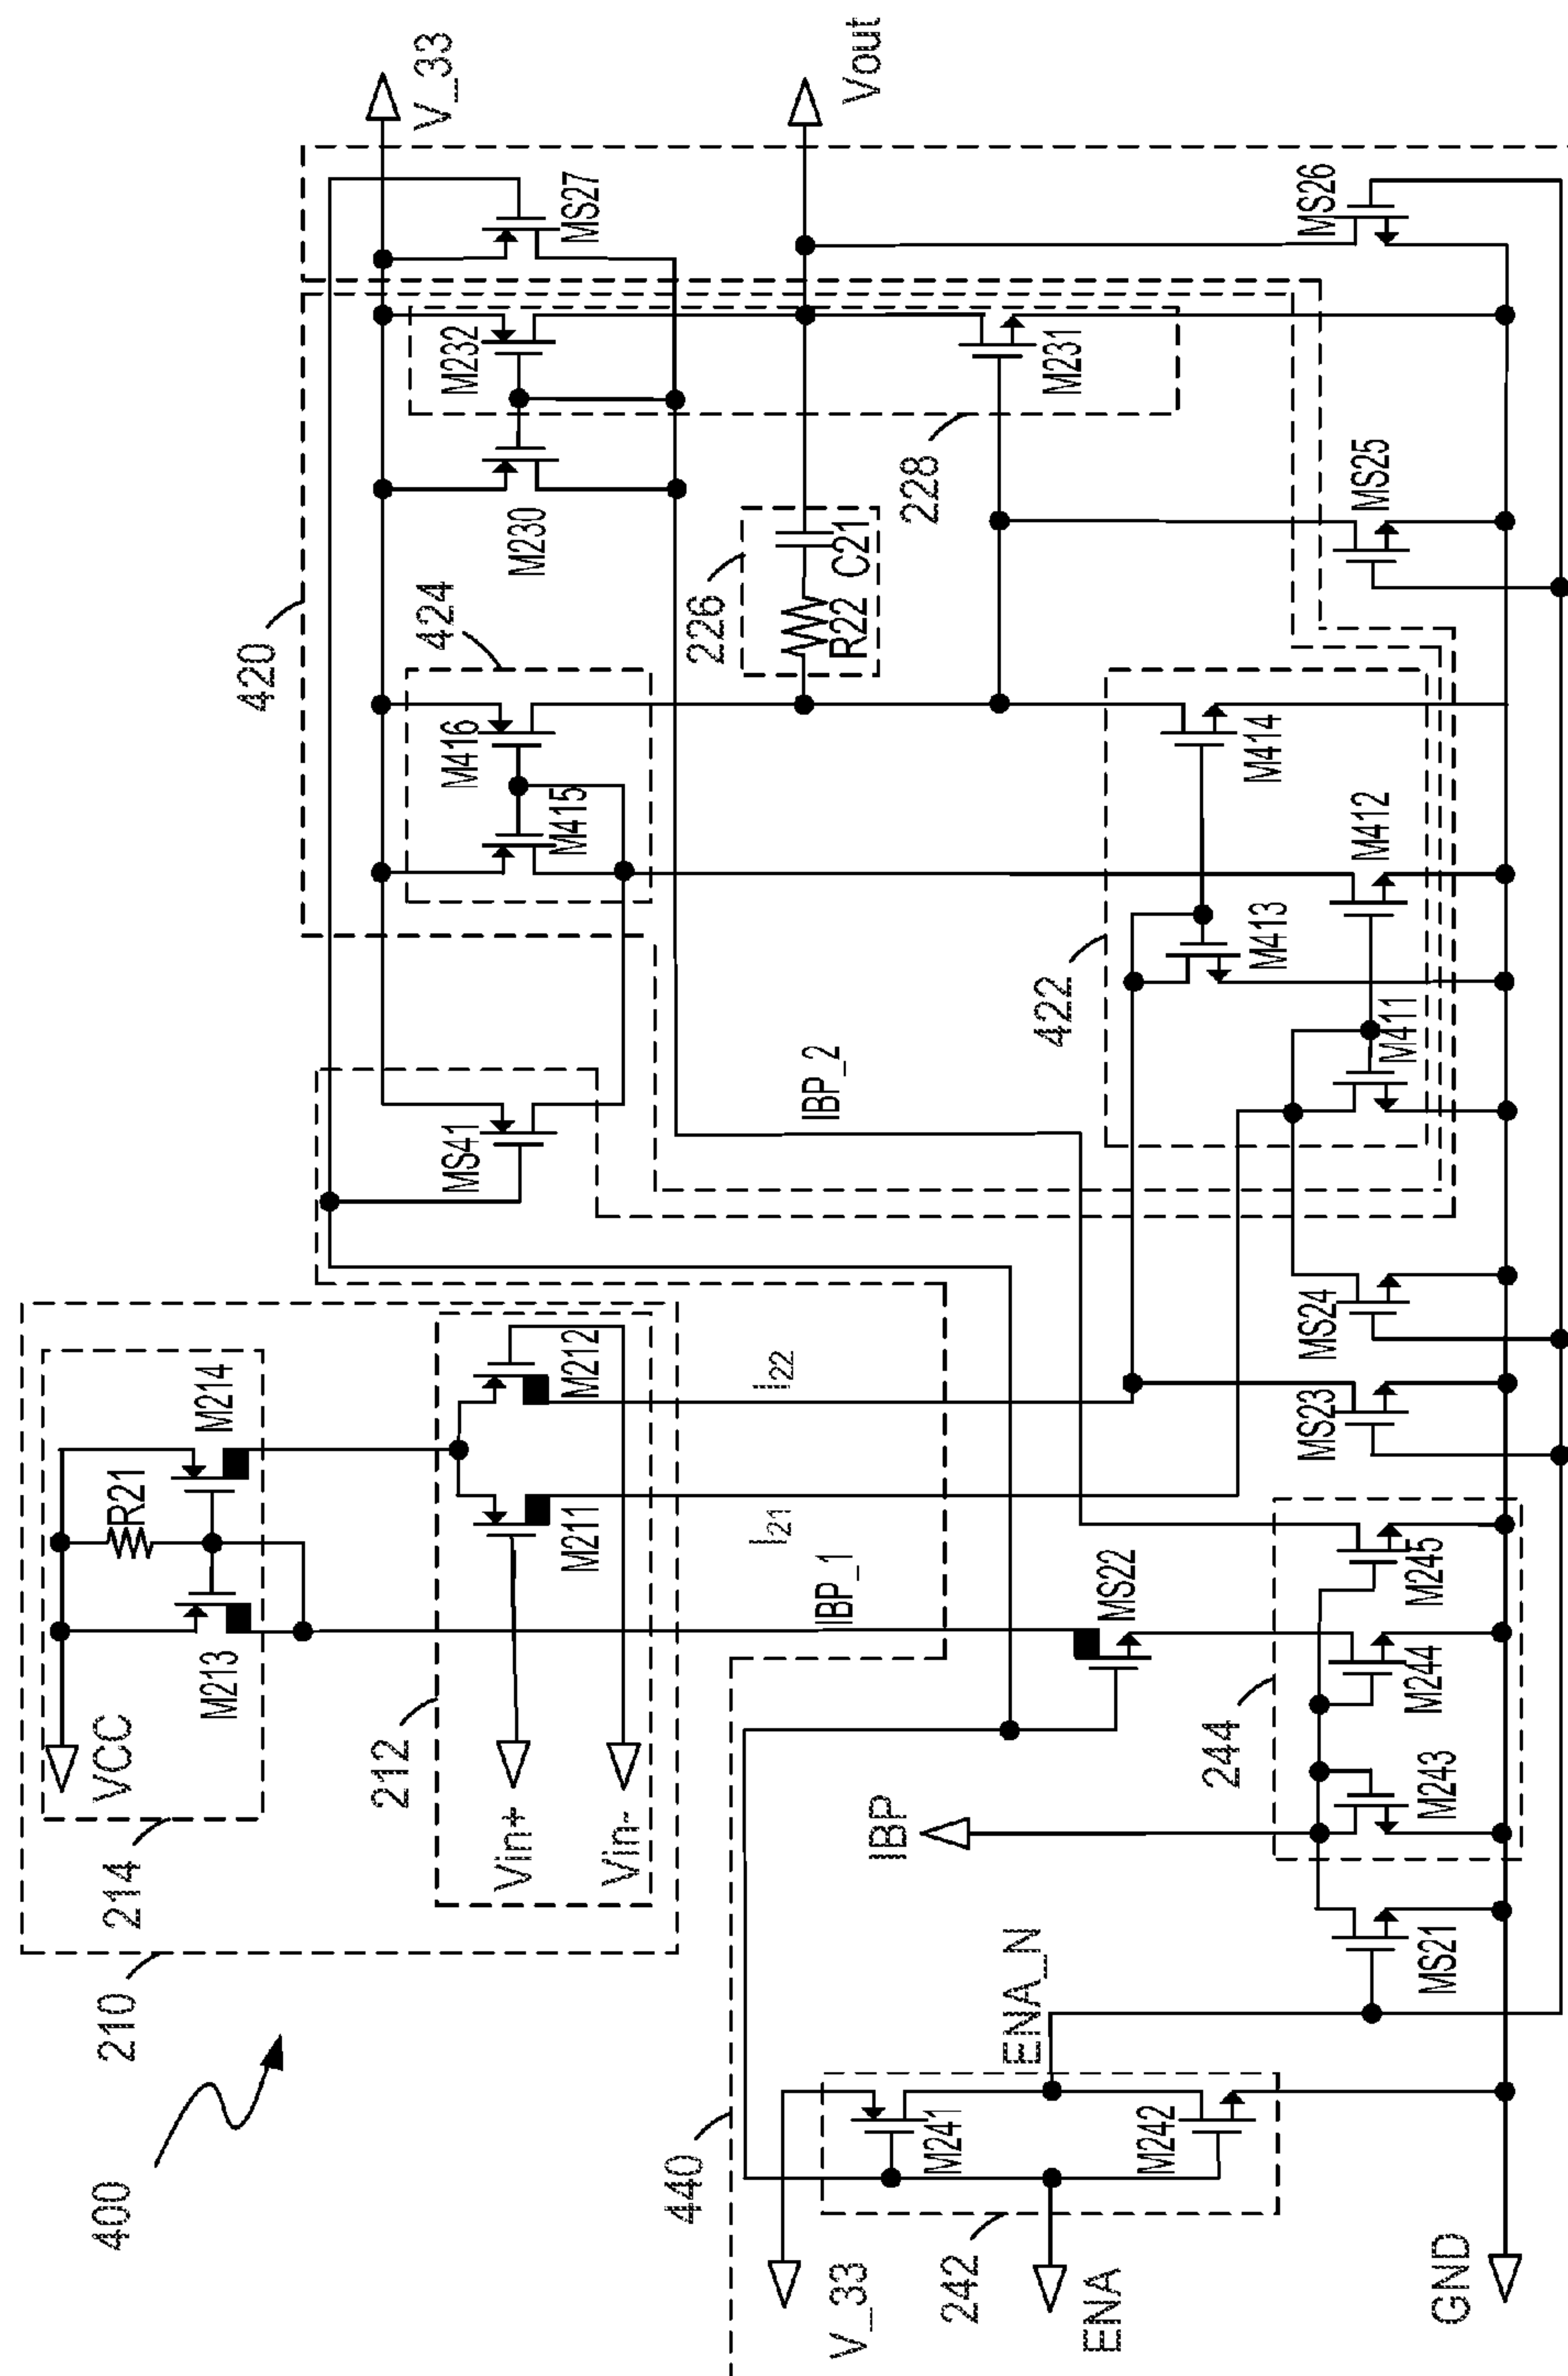 400
210
214
VCC
M213
R21
M214
212
Vin+
Vin-
M211
M212
I21
I22
IBP_1
IBP_2
420
424
M415
M416
MS41
M230
M232
MS27
V_33
226
R22
C21
Vout
228
M231
422
M411
M412
M413
M414
MS22
MS23
MS24
MS25
MS26
440
V_33
242
ENA
M241
M242
ENA_N
IBP
244
MS21
M243
M244
M245
GND